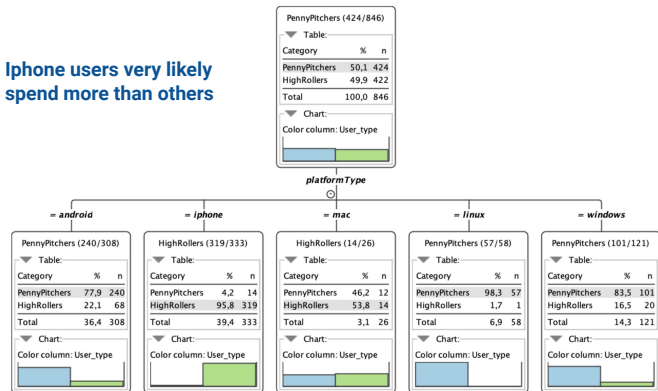 Iphone users very likely
spend more than others
PennyPitchers (424/846)
Table:
Category % n
PennyPitchers 50,1 424
HighRollers 49,9 422
Total 100,0 846
Chart:
Color column: User_type
platformType
= android
PennyPitchers (240/308)
Table:
Category % n
PennyPitchers 77,9 240
HighRollers 22,1 68
Total 36,4 308
Chart:
Color column: User_type
= iphone
HighRollers (319/333)
Table:
Category % n
PennyPitchers 4,2 14
HighRollers 95,8 319
Total 39,4 333
Chart:
Color column: User_type
= mac
HighRollers (14/26)
Table:
Category % n
PennyPitchers 46,2 12
HighRollers 53,8 14
Total 3,1 26
Chart:
Color column: User_type
= linux
PennyPitchers (57/58)
Table:
Category % n
PennyPitchers 98,3 57
HighRollers 1,7 1
Total 6,9 58
Chart:
Color column: User_type
= windows
PennyPitchers (101/121)
Table:
Category % n
PennyPitchers 83,5 101
HighRollers 16,5 20
Total 14,3 121
Chart:
Color column: User_type